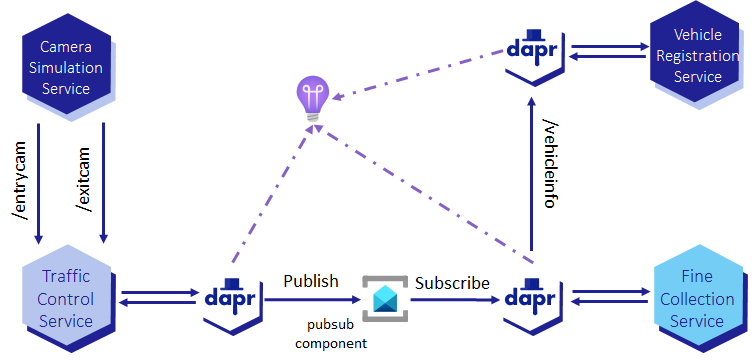 Camera
Simulation
Service
dapr
Vehicle
Registration
Service
/entrycam
/exitcam
/vehicleinfo
Traffic
Control
Service
dapr
Publish
pubsub
component
Subscribe
dapr
Fine
Collection
Service